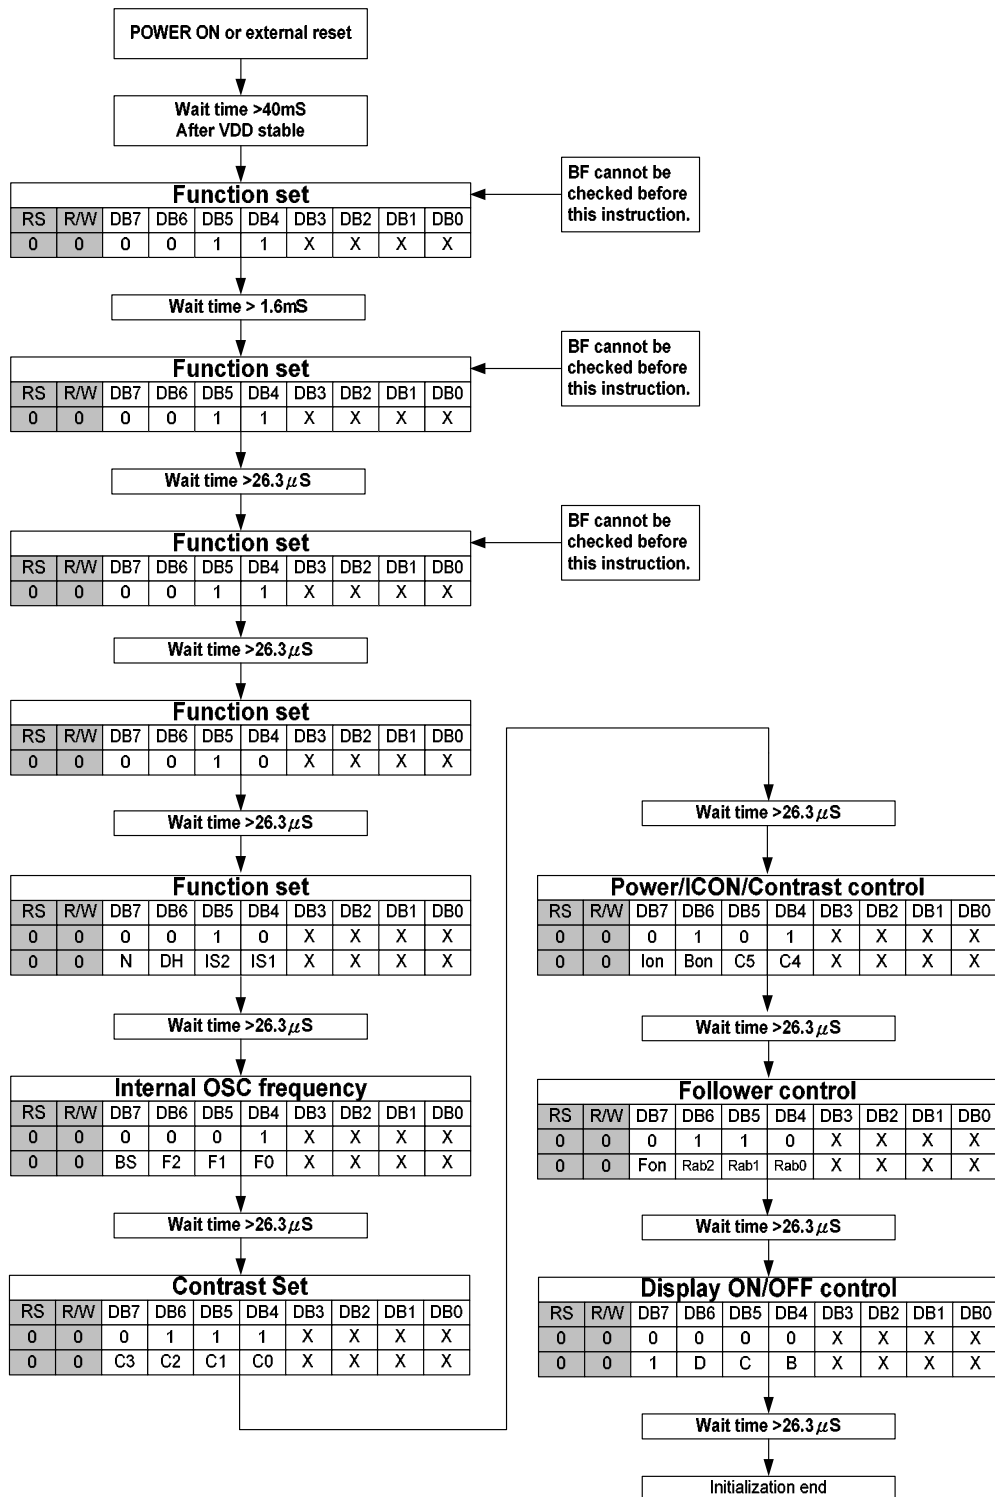 POWER ON or external reset
Wait time >40mS
After VDD stable
BF cannot be
checked before
this instruction.
Function set
RS R/W DB7 DB6 DB5 DB4 DB3 DB2 DB1 DB0
0 0 0 0 1 1 X X X X
Wait time > 1.6mS
BF cannot be
checked before
this instruction.
Function set
RS R/W DB7 DB6 DB5 DB4 DB3 DB2 DB1 DB0
0 0 0 0 1 1 X X X X
Wait time >26.3μS
BF cannot be
checked before
this instruction.
Function set
RS R/W DB7 DB6 DB5 DB4 DB3 DB2 DB1 DB0
0 0 0 0 1 1 X X X X
Wait time >26.3μS
Function set
RS R/W DB7 DB6 DB5 DB4 DB3 DB2 DB1 DB0
0 0 0 0 1 0 X X X X
Wait time >26.3μS
Function set
RS R/W DB7 DB6 DB5 DB4 DB3 DB2 DB1 DB0
0 0 0 0 1 0 X X X X
0 0 N DH IS2 IS1 X X X X
Wait time >26.3μS
Internal OSC frequency
RS R/W DB7 DB6 DB5 DB4 DB3 DB2 DB1 DB0
0 0 0 0 0 1 X X X X
0 0 BS F2 F1 F0 X X X X
Wait time >26.3μS
Contrast Set
RS R/W DB7 DB6 DB5 DB4 DB3 DB2 DB1 DB0
0 0 0 1 1 1 X X X X
0 0 C3 C2 C1 C0 X X X X
Wait time >26.3μS
Power/ICON/Contrast control
RS R/W DB7 DB6 DB5 DB4 DB3 DB2 DB1 DB0
0 0 0 1 0 1 X X X X
0 0 Ion Bon C5 C4 X X X X
Wait time >26.3μS
Follower control
RS R/W DB7 DB6 DB5 DB4 DB3 DB2 DB1 DB0
0 0 0 1 1 0 X X X X
0 0 Fon Rab2 Rab1 Rab0 X X X X
Wait time >26.3μS
Display ON/OFF control
RS R/W DB7 DB6 DB5 DB4 DB3 DB2 DB1 DB0
0 0 0 0 0 0 X X X X
0 0 1 D C B X X X X
Wait time >26.3μS
Initialization end